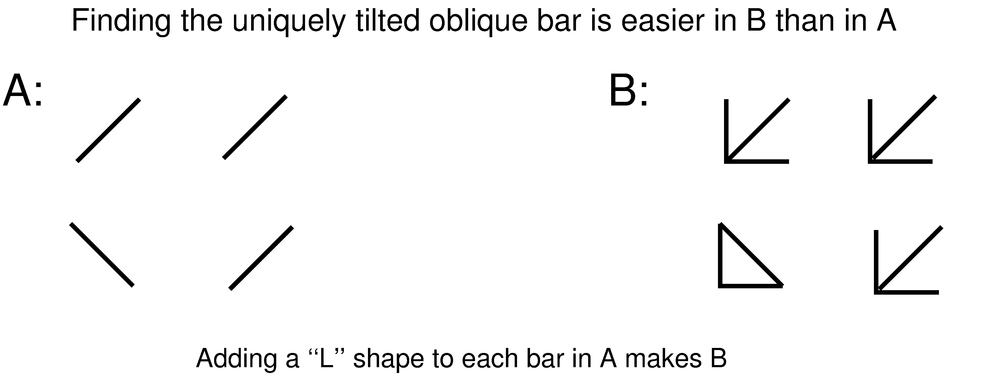 Finding the uniquely tilted oblique bar is easier in B than in A
A:
B:
Adding a “L” shape to each bar in A makes B